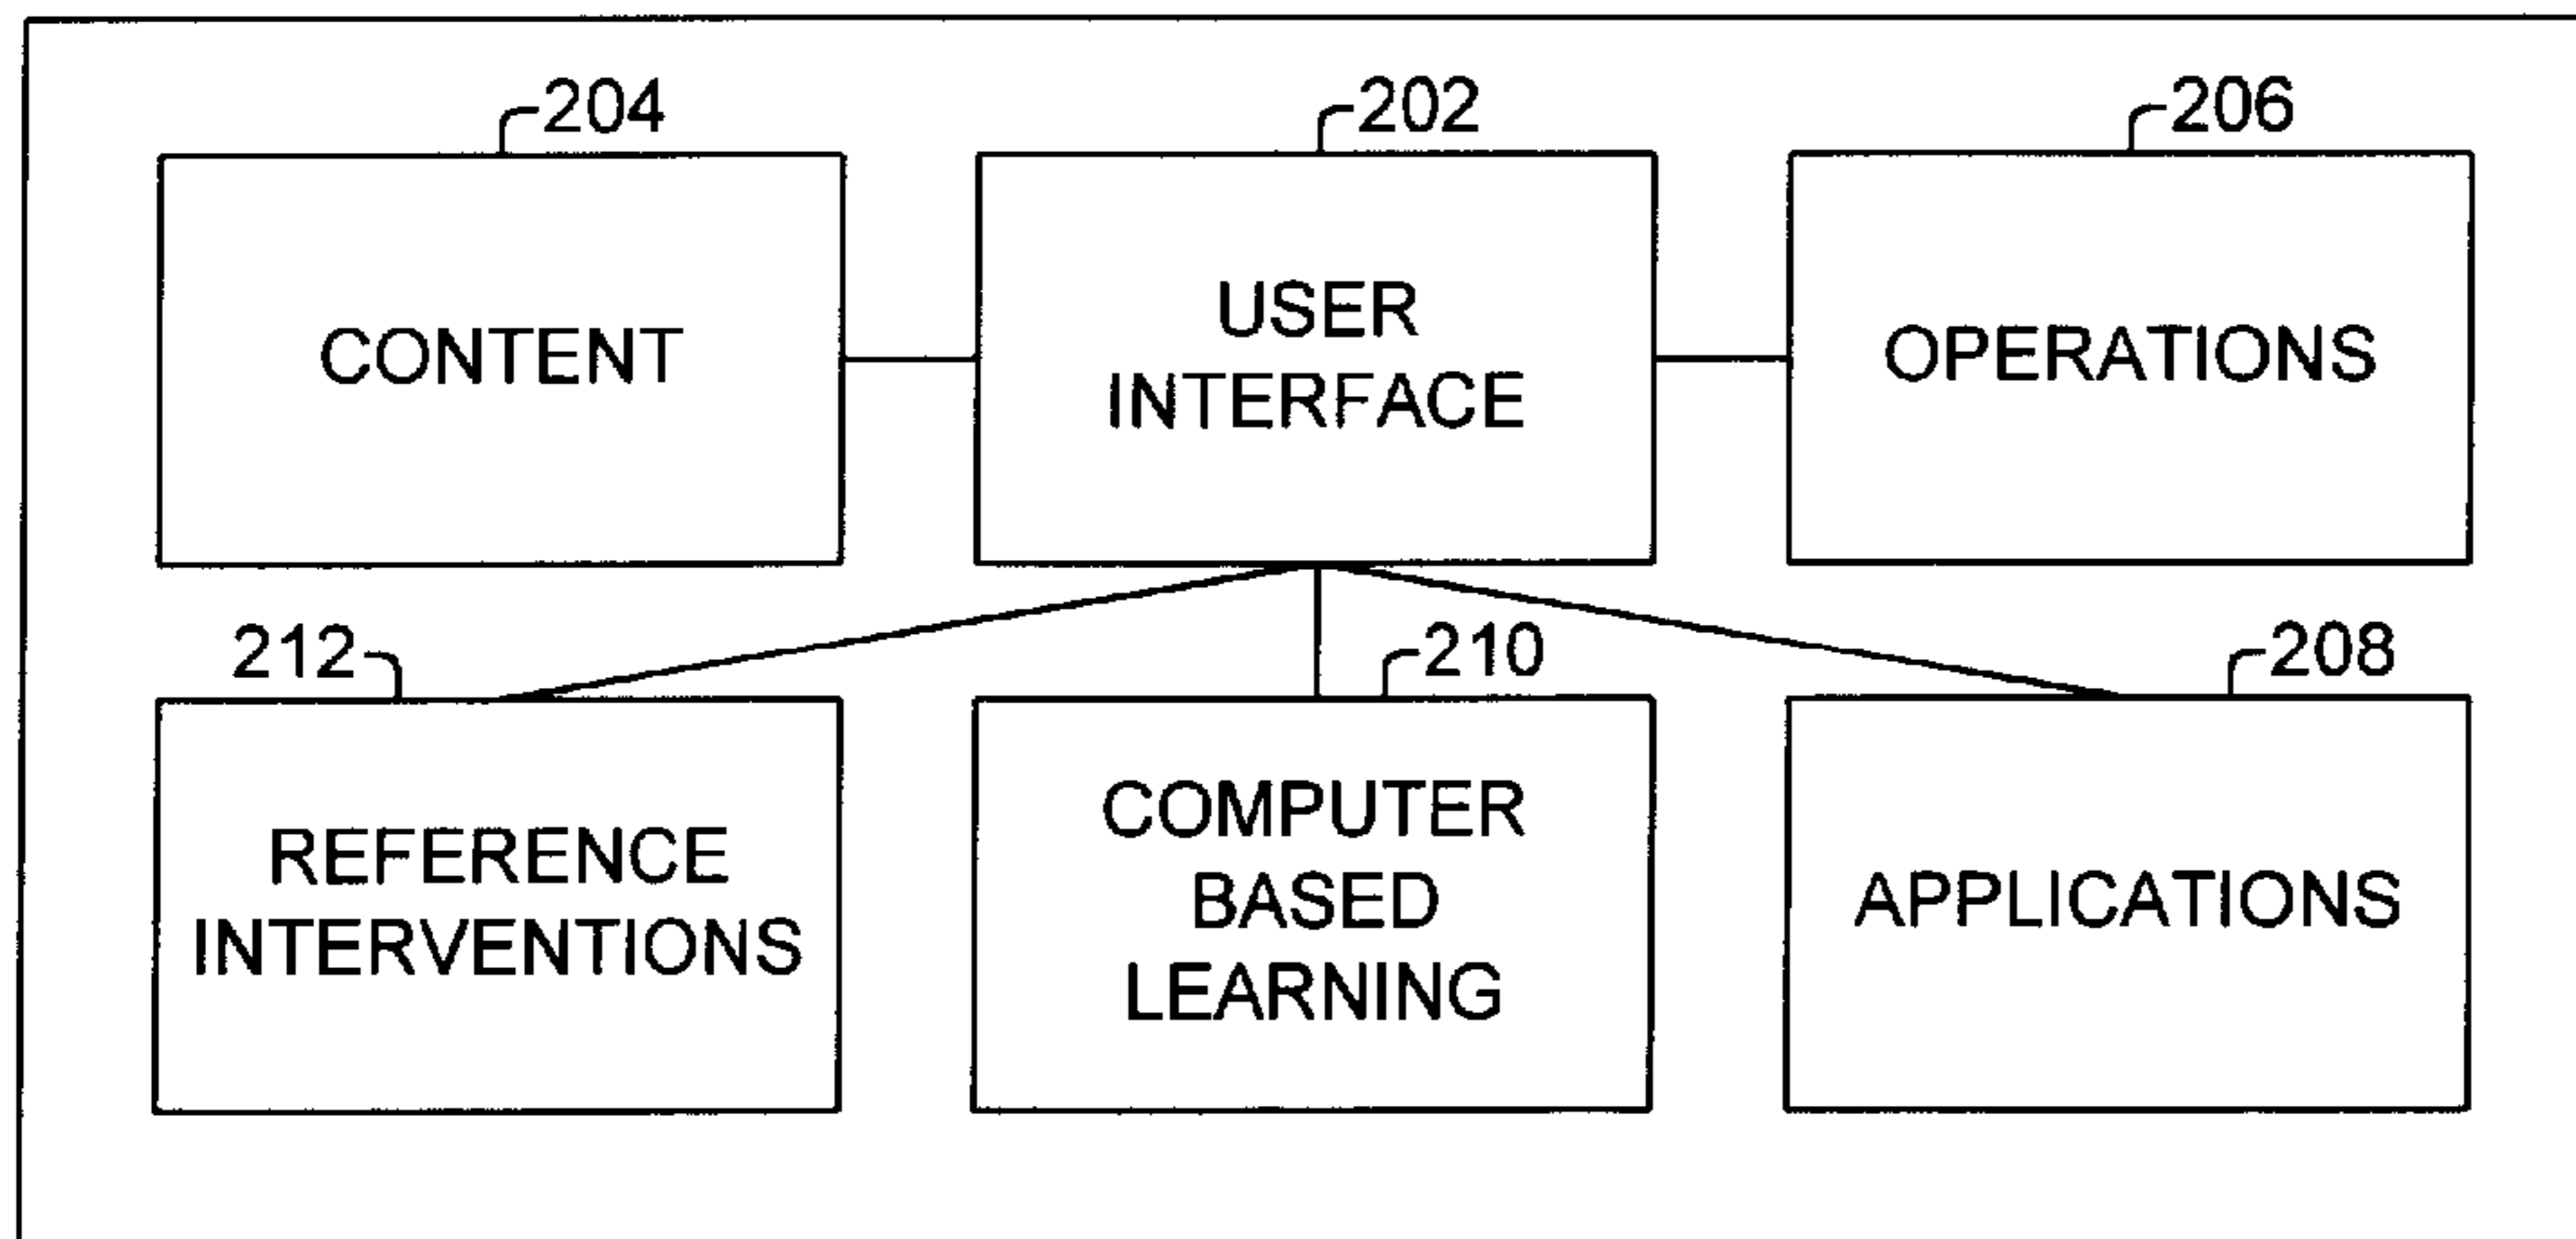 204
202
206
CONTENT
USER
INTERFACE
OPERATIONS
212
210
208
REFERENCE
INTERVENTIONS
COMPUTER
BASED
LEARNING
APPLICATIONS